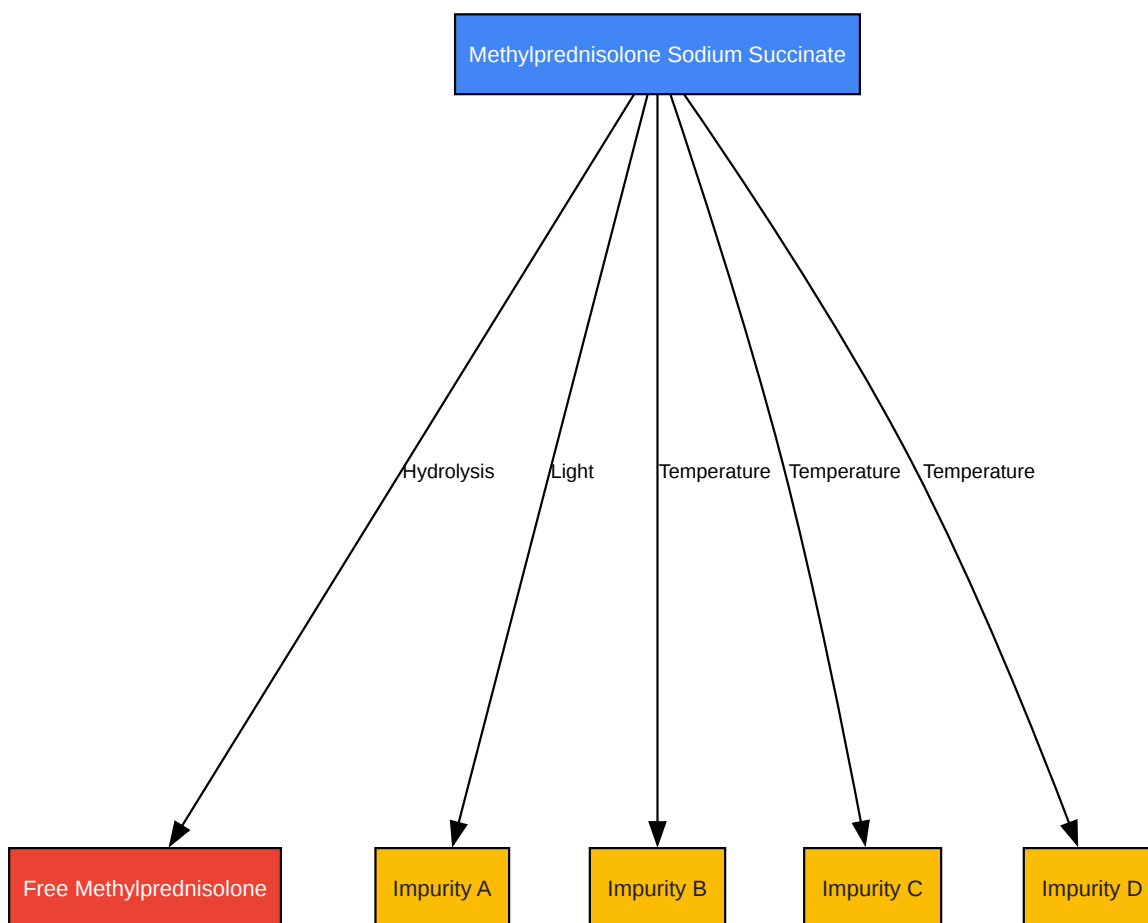 Methylprednisolone Sodium Succinate
Hydrolysis
Light
Temperature
Temperature
Temperature
Free Methylprednisolone
Impurity A
Impurity B
Impurity C
Impurity D